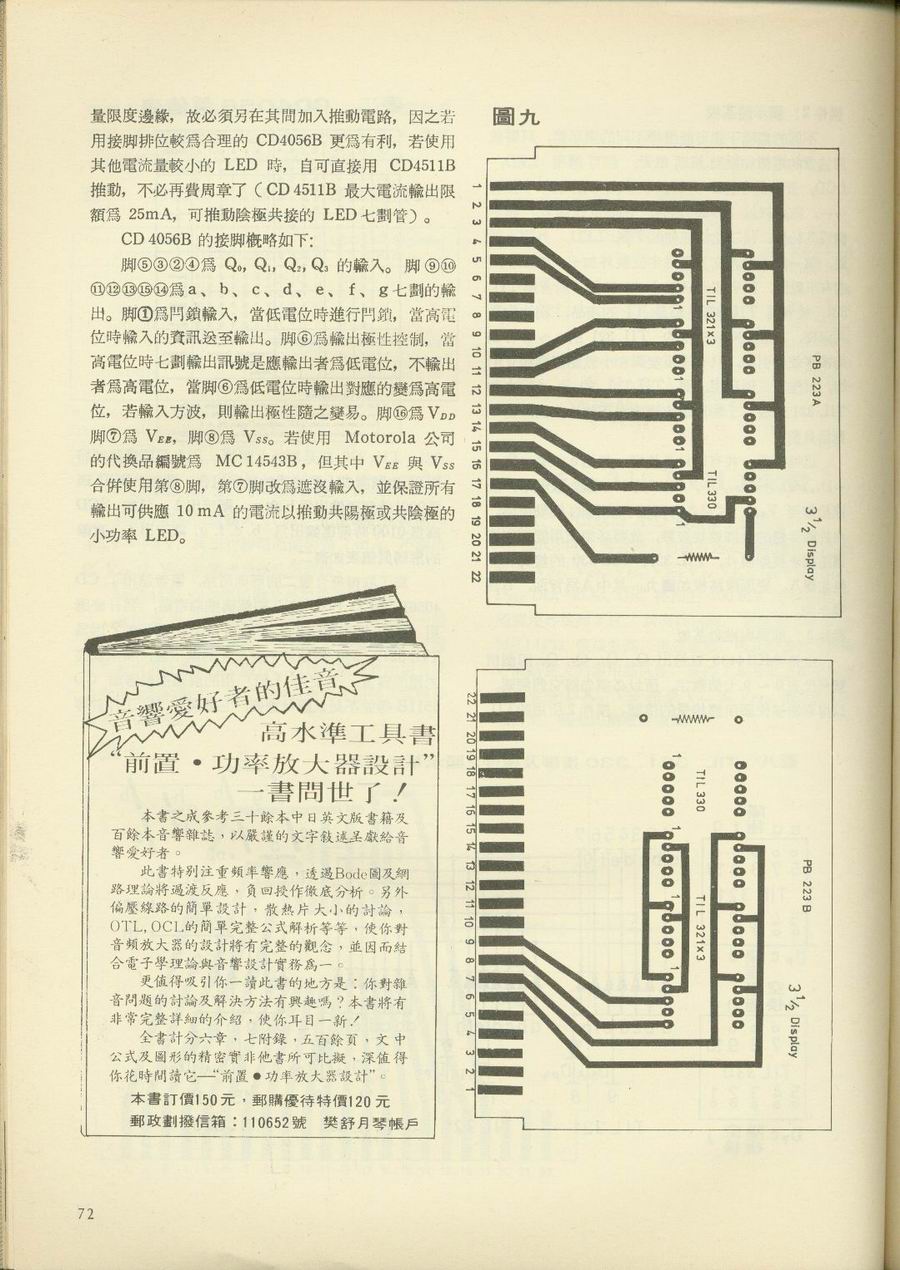 量限度邊緣，故必須另在其間加入推動電路，因之若
用接脚排位較爲合理的 CD4056B 更爲有利，若使用
其他電流量較小的 LED 時，自可直接用 CD4511B
推動，不必再費周章了（CD 4511B 最大電流輸出限
額爲 25mA，可推動陰極共接的 LED 七劃管）。
CD 4056B 的接脚概略如下：
脚⑤③②④爲 Q₀, Q₁, Q₂, Q₃ 的輸入。脚 ⑨⑩
⑪⑫⑬⑮⑭爲a、b、c、d、e、f、g七劃的輸
出。脚①爲閂鎖輸入，當低電位時進行閂鎖，當高電
位時輸入的資訊送至輸出。脚⑥爲輸出極性控制，當
高電位時七劃輸出訊號是應輸出者爲低電位，不輸出
者爲高電位，當脚⑥爲低電位時輸出對應的變爲高電
位，若輸入方波，則輸出極性隨之變易。脚⑯爲 VDD
脚⑦爲 VEE，脚⑧爲 VSS。若使用 Motorola 公司
的代換品編號爲 MC 14543B，但其中 VEE 與 VSS
合倂使用第⑧脚，第⑦脚改爲遮沒輸入，並保證所有
輸出可供應 10 mA 的電流以推動共陽極或共陰極的
小功率 LED。
音響愛好者的佳音
高水準工具書
“前置•功率放大器設計”
一書問世了！
本書之成參考三十餘本中日英文版書籍及
百餘本音響雜誌，以嚴謹的文字敍述呈獻給音
響愛好者。
此書特別注重頻率響應，透過Bode圖及網
路理論將過渡反應，負回授作徹底分析。另外
偏壓線路的簡單設計，散熱片大小的討論，
OTL, OCL的簡單完整公式解析等等，使你對
音頻放大器的設計將有完整的觀念，並因而結
合電子學理論與音響設計實務爲一。
更值得吸引你一讀此書的地方是：你對雜
音問題的討論及解決方法有興趣嗎？本書將有
非常完整詳細的介紹，使你耳目一新！
全書計分六章，七附錄，五百餘頁，文中
公式及圖形的精密實非他書所可比擬，深値得
你花時間讀它—“前置●功率放大器設計”。
本書訂價150元，郵購優待特價120元
郵政劃撥信箱：110652號 樊舒月琴帳戶
圖九
1
2
3
4
5
6
7
8
9
10
11
12
13
14
15
16
17
18
19
20
21
22
1
1
1
1
TIL 321x3
TIL 330
PB 223A
3½ Display
22
21
20
19
18
17
16
15
14
13
12
11
10
9
8
7
6
5
4
3
2
1
1
1
1
1
TIL 330
TIL 321x3
PB 223 B
3½ Display
72